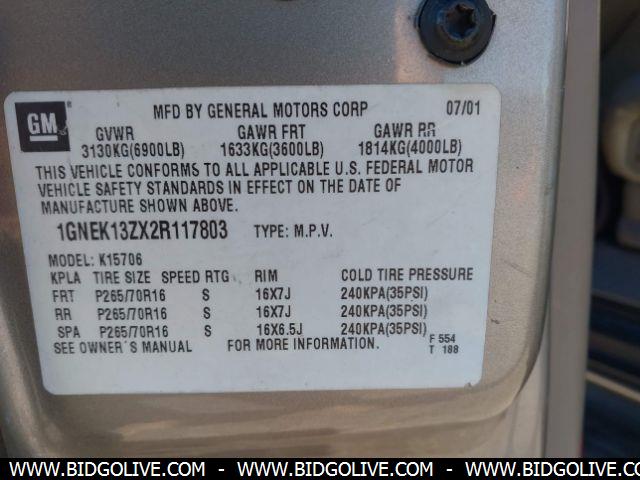 GM
MFD BY GENERAL MOTORS CORP 07/01
GVWR GAWR FRT GAWR RR
3130KG(6900LB) 1633KG(3600LB) 1814KG(4000LB)
THIS VEHICLE CONFORMS TO ALL APPLICABLE U.S. FEDERAL MOTOR
VEHICLE SAFETY STANDARDS IN EFFECT ON THE DATE OF
MANUFACTURE SHOWN ABOVE.
1GNEK13ZX2R117803 TYPE: M.P.V.
MODEL: K15706
KPLA TIRE SIZE SPEED RTG RIM COLD TIRE PRESSURE
FRT P265/70R16 S 16X7J 240KPA(35PSI)
RR P265/70R16 S 16X7J 240KPA(35PSI)
SPA P265/70R16 S 16X6.5J 240KPA(35PSI)
SEE OWNER'S MANUAL FOR MORE INFORMATION. F 554
T 188
WWW.BIDGOLIVE.COM - WWW.BIDGOLIVE.COM - WWW.BIDGOLIVE.COM